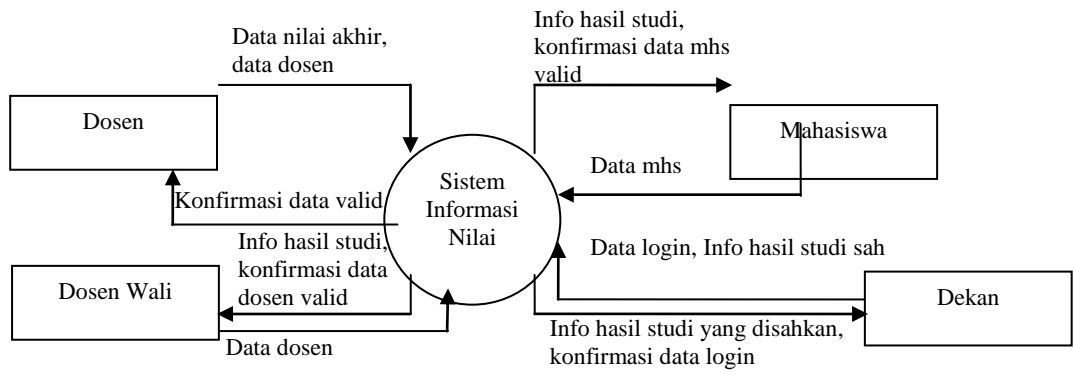 Data nilai akhir,
data dosen
Info hasil studi,
konfirmasi data mhs
valid
Dosen
Mahasiswa
Data mhs
Sistem
Informasi
Nilai
Konfirmasi data valid
Info hasil studi,
konfirmasi data
dosen valid
Data login, Info hasil studi sah
Dosen Wali
Dekan
Data dosen
Info hasil studi yang disahkan,
konfirmasi data login